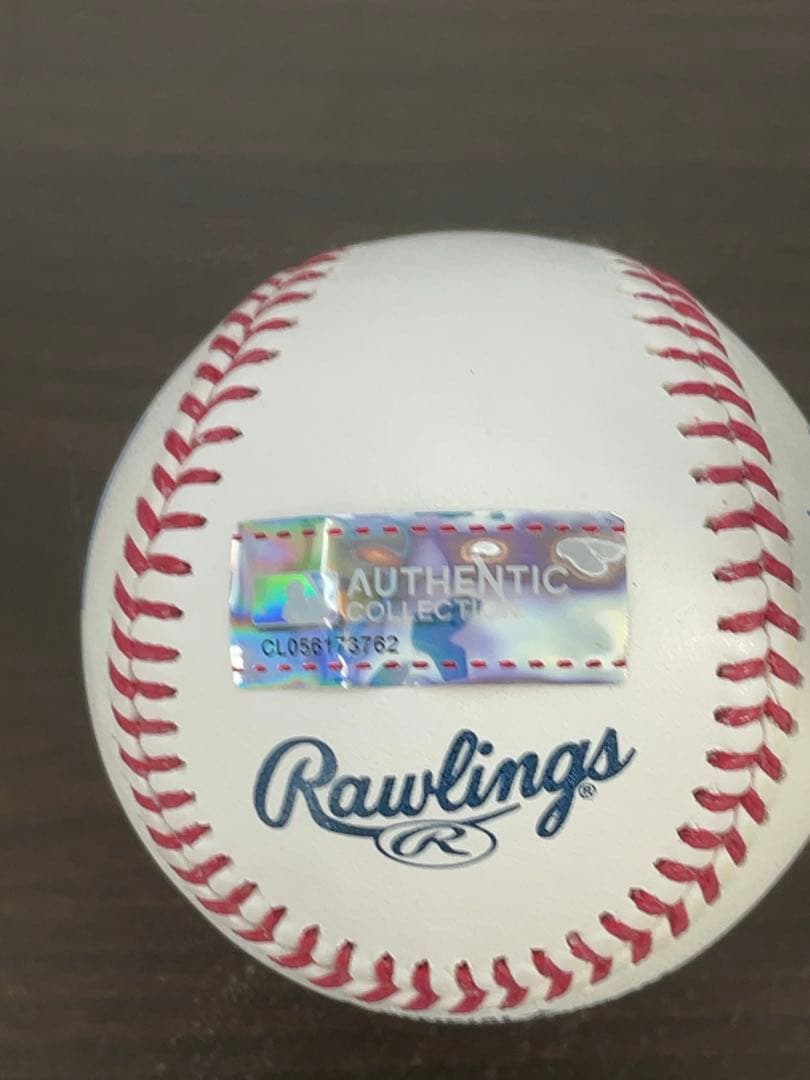 AUTHENTIC
COLLECTION
CL056173762
Rawlings®
R